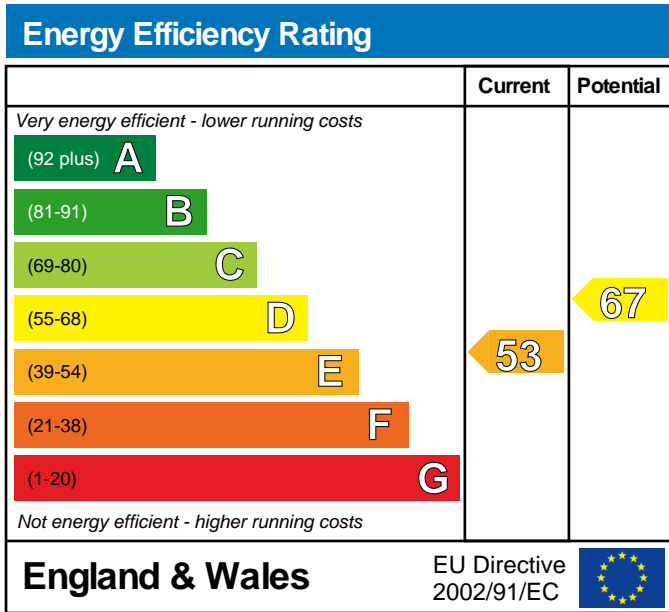 Energy Efficiency Rating
Current Potential
Very energy efficient - lower running costs
(92 plus) A
(81-91) B
(69-80) C
(55-68) D
67
(39-54) E
53
(21-38) F
(1-20) G
Not energy efficient - higher running costs
England & Wales
EU Directive
2002/91/EC